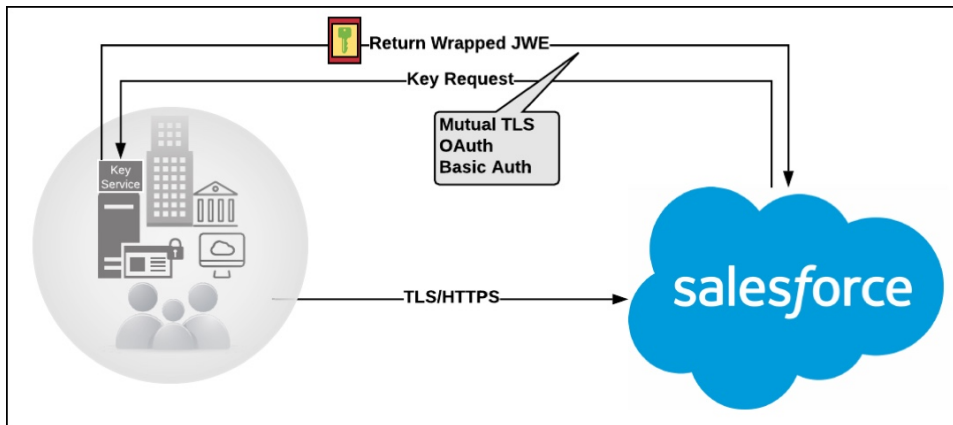 Return Wrapped JWE
Key Request
Mutual TLS
OAuth
Basic Auth
Key
Service
salesforce
TLS/HTTPS